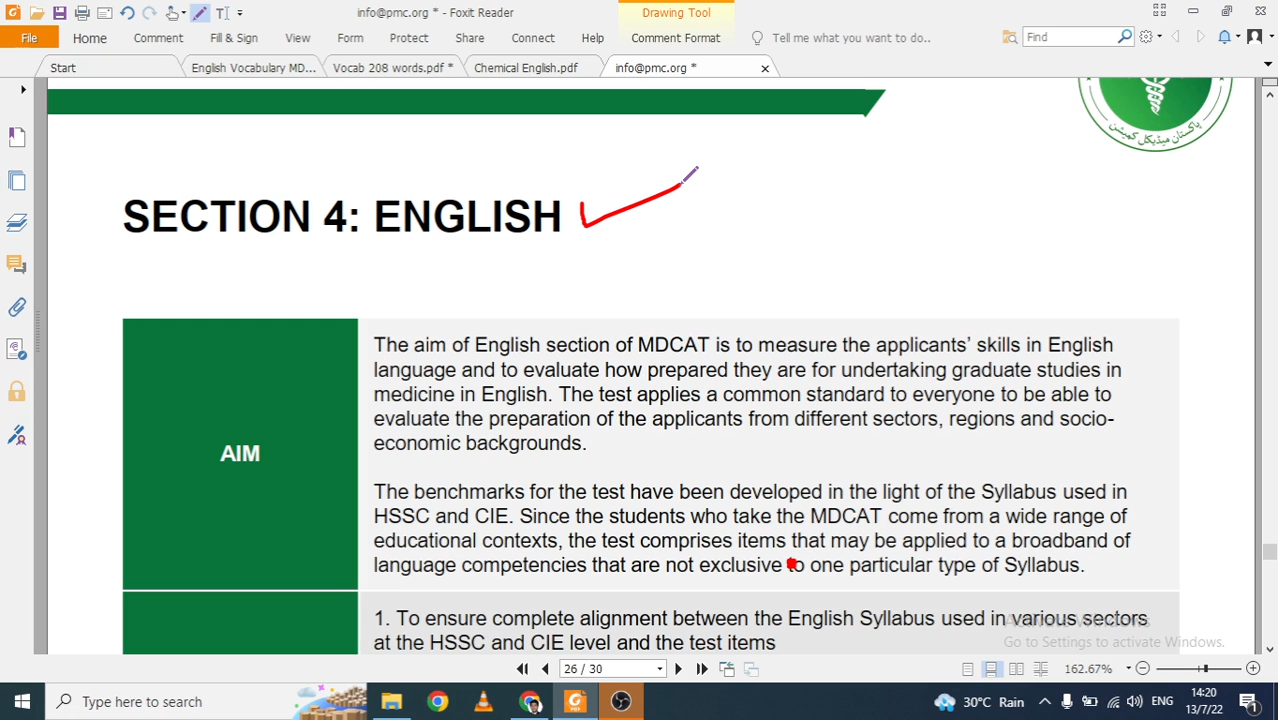 info@pmc.org * - Foxit Reader
Drawing Tool
File
Home
Comment
Fill & Sign
View
Form
Protect
Share
Connect
Help
Comment Format
Tell me what you want to do..
Find
Start
English Vocabulary MD...
Vocab 208 words.pdf *
Chemical English.pdf
info@pmc.org *
پاکستان میڈیکل کمیشن
SECTION 4: ENGLISH
AIM
The aim of English section of MDCAT is to measure the applicants’ skills in English
language and to evaluate how prepared they are for undertaking graduate studies in
medicine in English. The test applies a common standard to everyone to be able to
evaluate the preparation of the applicants from different sectors, regions and socio-
economic backgrounds.
The benchmarks for the test have been developed in the light of the Syllabus used in
HSSC and CIE. Since the students who take the MDCAT come from a wide range of
educational contexts, the test comprises items that may be applied to a broadband of
language competencies that are not exclusive to one particular type of Syllabus.
1. To ensure complete alignment between the English Syllabus used in various sectors
at the HSSC and CIE level and the test items
Activate Windows
Go to Settings to activate Windows.
26 / 30
162.67%
Type here to search
30°C Rain
ENG
14:20
13/7/22
1